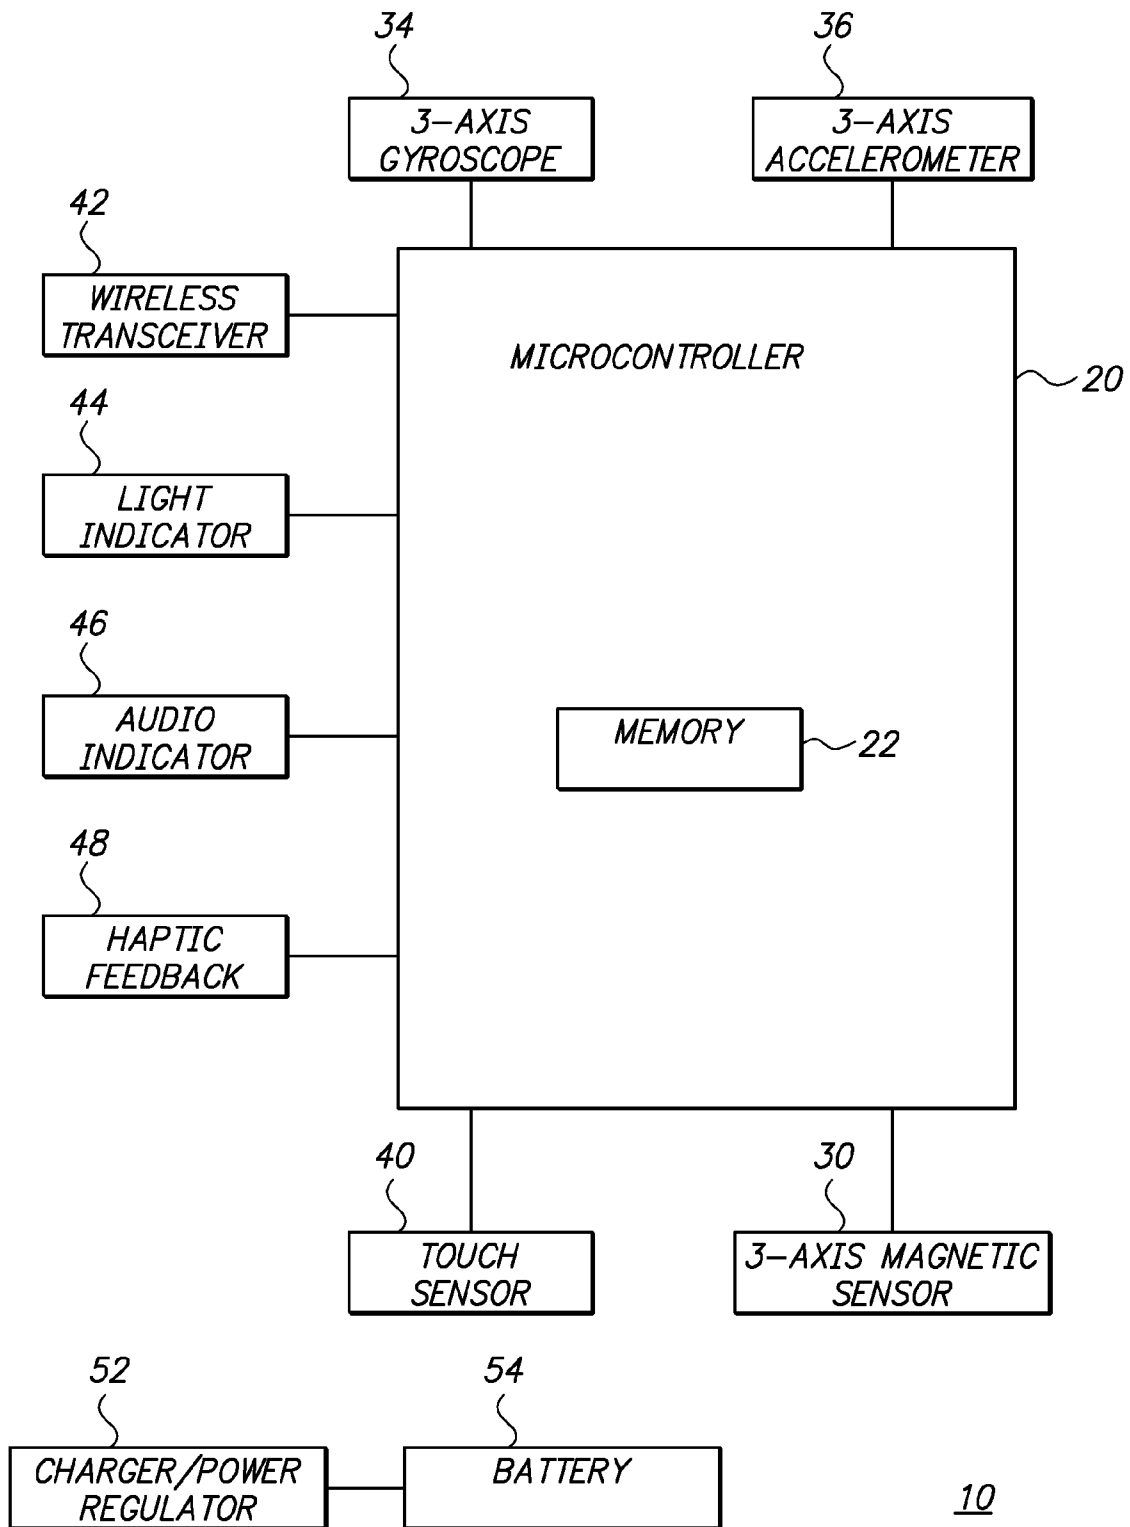 34
36
3-AXIS
GYROSCOPE
3-AXIS
ACCELEROMETER
42
WIRELESS
TRANSCEIVER
MICROCONTROLLER
20
44
LIGHT
INDICATOR
46
AUDIO
INDICATOR
MEMORY
22
48
HAPTIC
FEEDBACK
40
30
TOUCH
SENSOR
3-AXIS MAGNETIC
SENSOR
52
54
CHARGER/POWER
REGULATOR
BATTERY
10